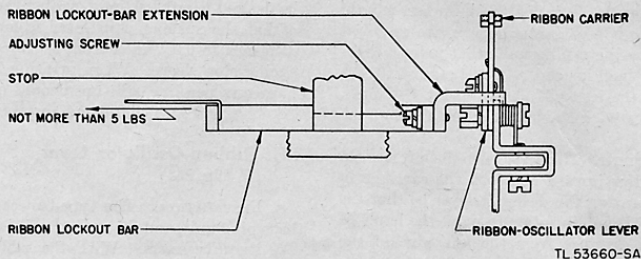 RIBBON LOCKOUT-BAR EXTENSION
RIBBON CARRIER
ADJUSTING SCREW
STOP
NOT MORE THAN 5 LBS
RIBBON LOCKOUT BAR
RIBBON-OSCILLATOR LEVER
TL 53660-SA